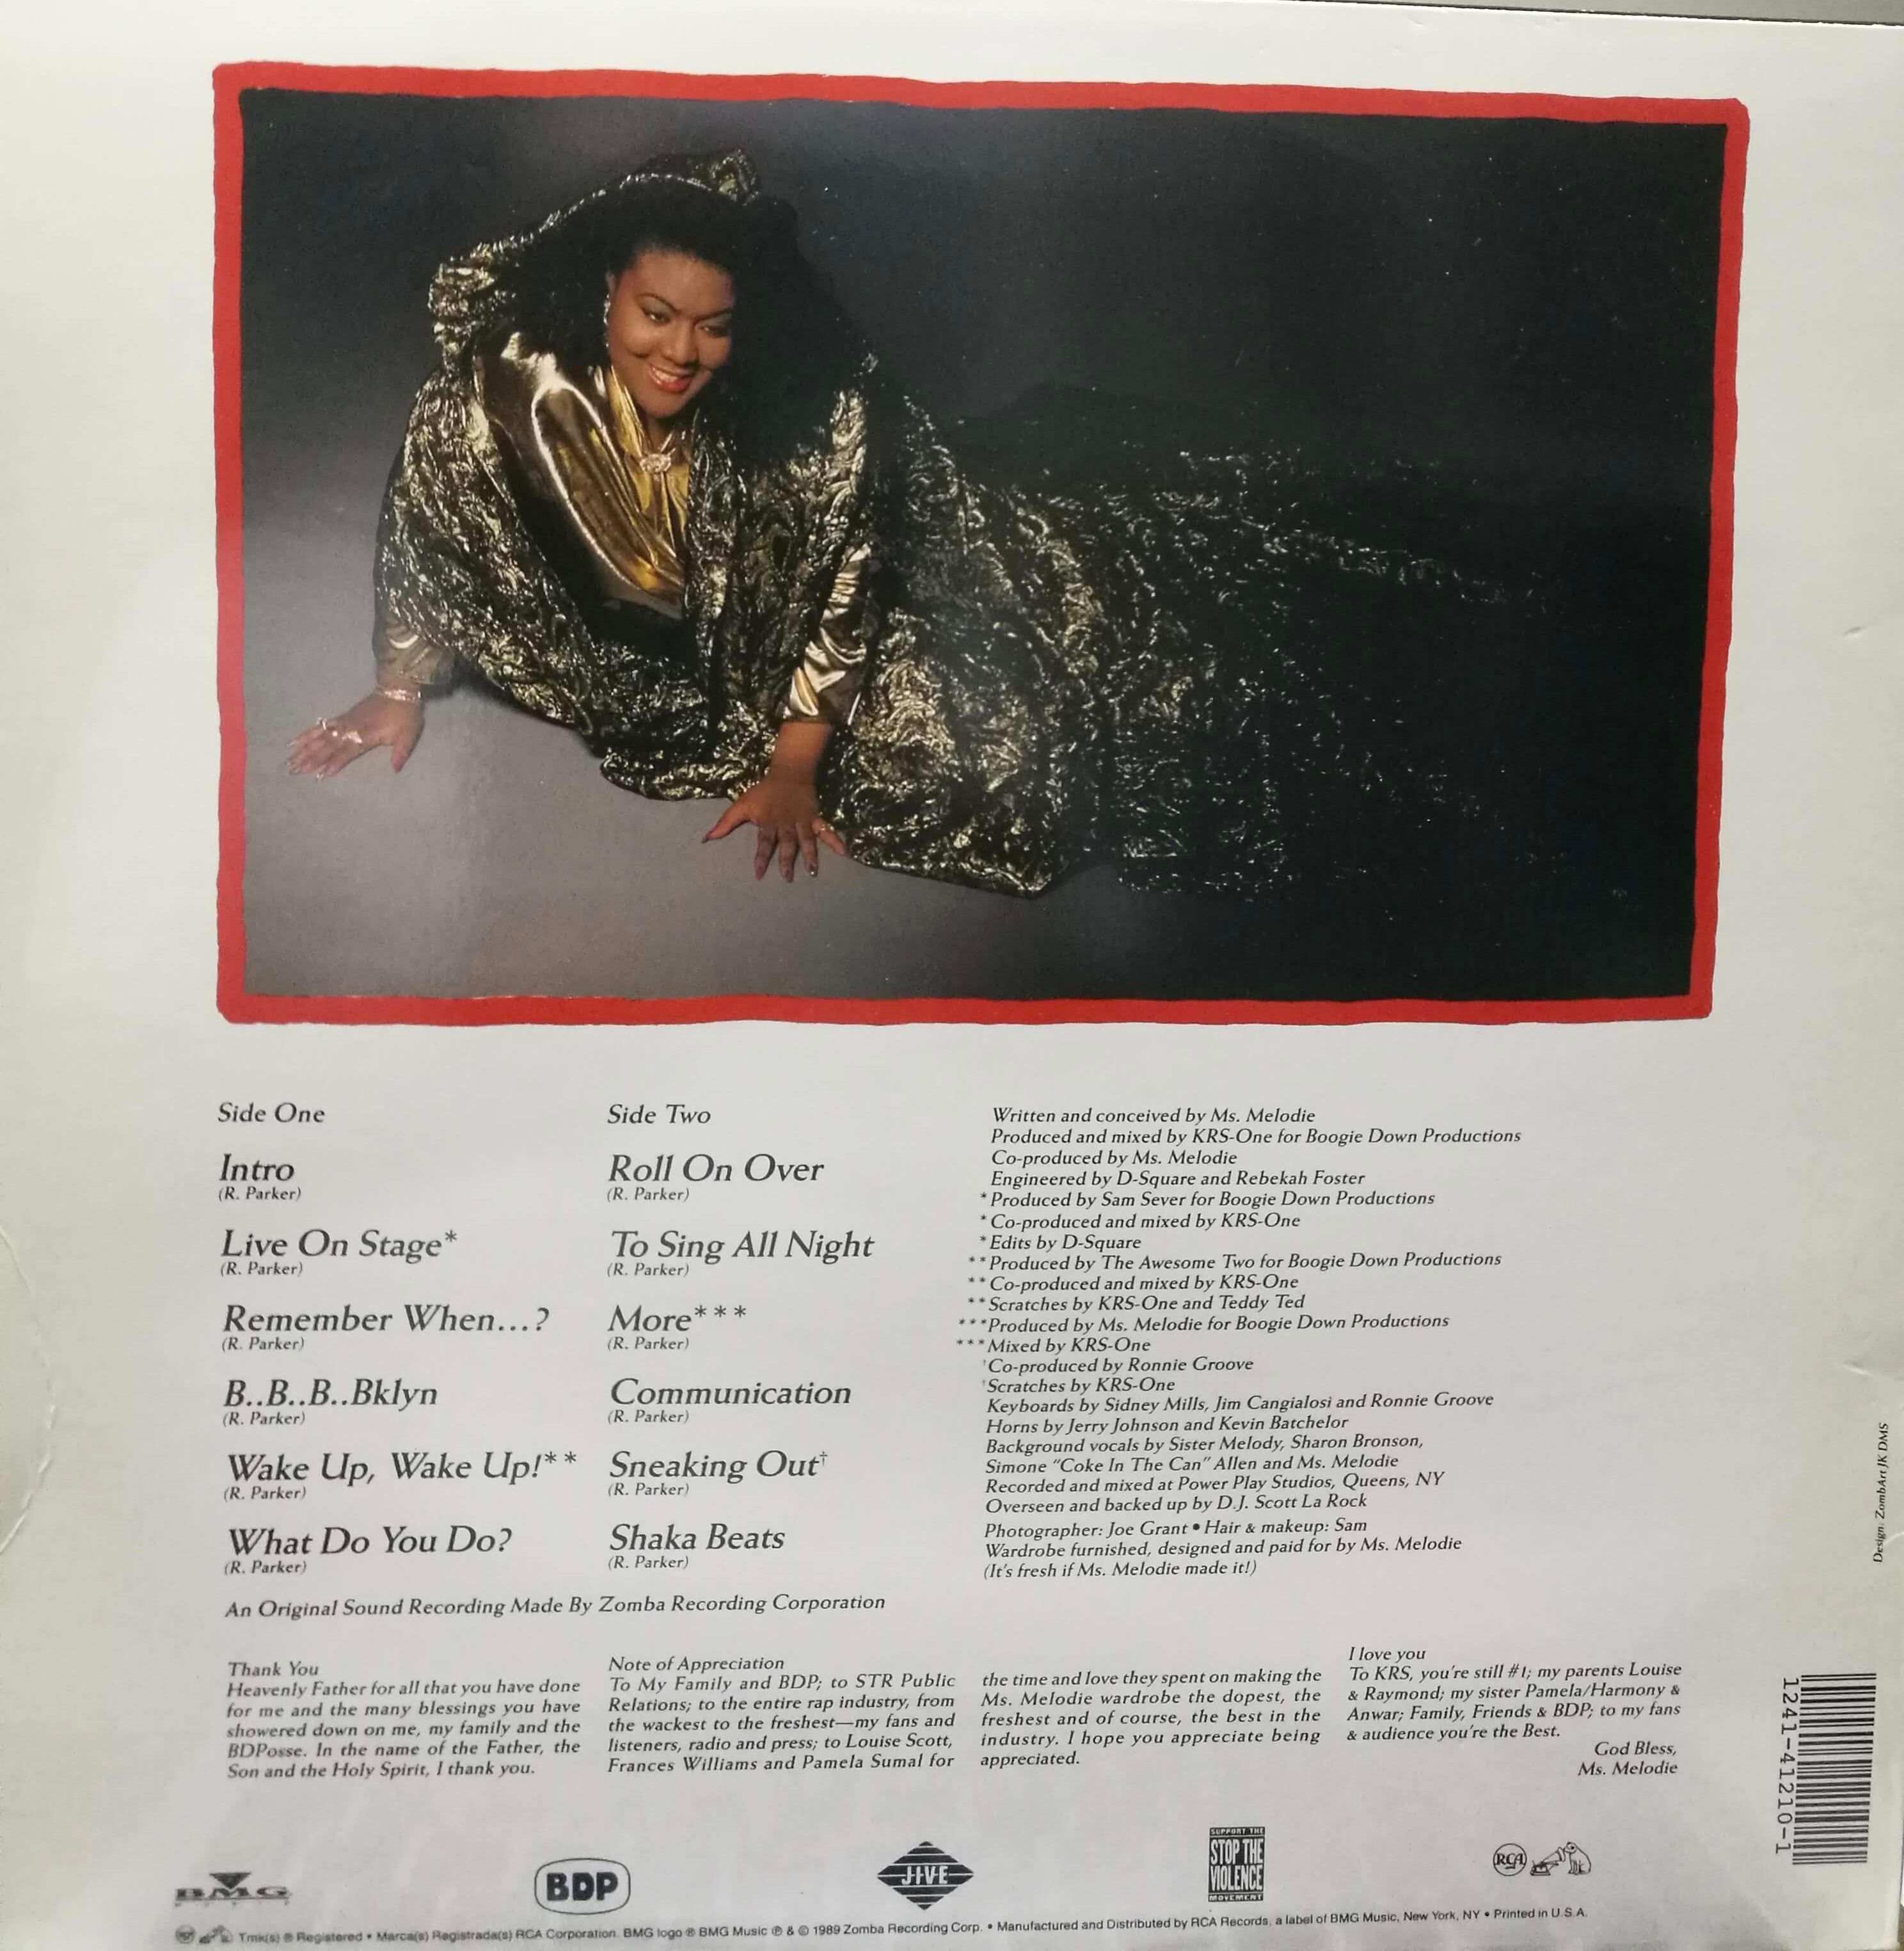 Side One
Intro
(R. Parker)
Live On Stage*
(R. Parker)
Remember When...?
(R. Parker)
B..B..B..Bklyn
(R. Parker)
Wake Up, Wake Up!**
(R. Parker)
What Do You Do?
(R. Parker)
Side Two
Roll On Over
(R. Parker)
To Sing All Night
(R. Parker)
More***
(R. Parker)
Communication
(R. Parker)
Sneaking Out†
(R. Parker)
Shaka Beats
(R. Parker)
An Original Sound Recording Made By Zomba Recording Corporation
Written and conceived by Ms. Melodie
Produced and mixed by KRS-One for Boogie Down Productions
Co-produced by Ms. Melodie
Engineered by D-Square and Rebekah Foster
*Produced by Sam Sever for Boogie Down Productions
*Co-produced and mixed by KRS-One
*Edits by D-Square
**Produced by The Awesome Two for Boogie Down Productions
**Co-produced and mixed by KRS-One
**Scratches by KRS-One and Teddy Ted
***Produced by Ms. Melodie for Boogie Down Productions
***Mixed by KRS-One
†Co-produced by Ronnie Groove
†Scratches by KRS-One
Keyboards by Sidney Mills, Jim Cangialosi and Ronnie Groove
Horns by Jerry Johnson and Kevin Batchelor
Background vocals by Sister Melody, Sharon Bronson,
Simone "Coke In The Can" Allen and Ms. Melodie
Recorded and mixed at Power Play Studios, Queens, NY
Overseen and backed up by D.J. Scott La Rock
Photographer: Joe Grant • Hair & makeup: Sam
Wardrobe furnished, designed and paid for by Ms. Melodie
(It's fresh if Ms. Melodie made it!)
Thank You
Heavenly Father for all that you have done
for me and the many blessings you have
showered down on me, my family and the
BDPosse. In the name of the Father, the
Son and the Holy Spirit, I thank you.
Note of Appreciation
To My Family and BDP; to STR Public
Relations; to the entire rap industry, from
the wackest to the freshest—my fans and
listeners, radio and press; to Louise Scott,
Frances Williams and Pamela Sumal for
the time and love they spent on making the
Ms. Melodie wardrobe the dopest, the
freshest and of course, the best in the
industry. I hope you appreciate being
appreciated.
I love you
To KRS, you're still #1; my parents Louise
& Raymond; my sister Pamela/Harmony &
Anwar; Family, Friends & BDP; to my fans
& audience you're the Best.
God Bless,
Ms. Melodie
Design: ZombArt JK DMS
1241-41210-1
BMG
BDP
JIVE
SUPPORT THE
STOP THE
VIOLENCE
MOVEMENT
RCA
Tmk(s) ® Registered • Marca(s) Registrada(s) RCA Corporation. BMG logo ® BMG Music ℗ & © 1989 Zomba Recording Corp. • Manufactured and Distributed by RCA Records, a label of BMG Music, New York, NY • Printed in U.S.A.